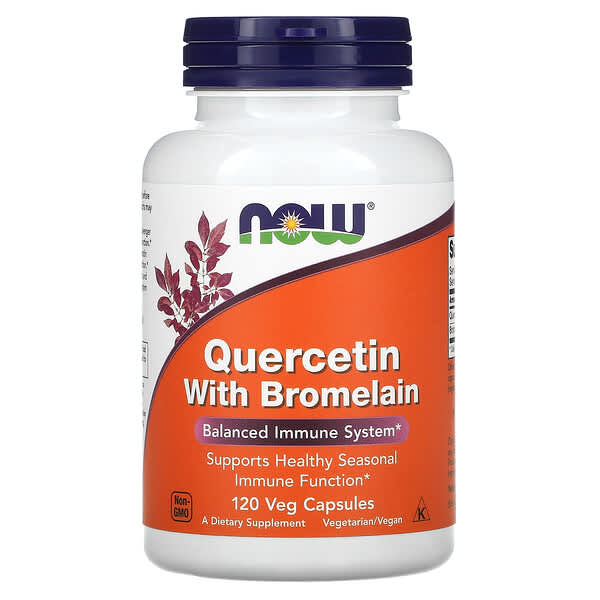 NOW®
Quercetin
With Bromelain
Balanced Immune System*
Supports Healthy Seasonal
Immune Function*
120 Veg Capsules
Non-
GMO
A Dietary Supplement Vegetarian/Vegan
K